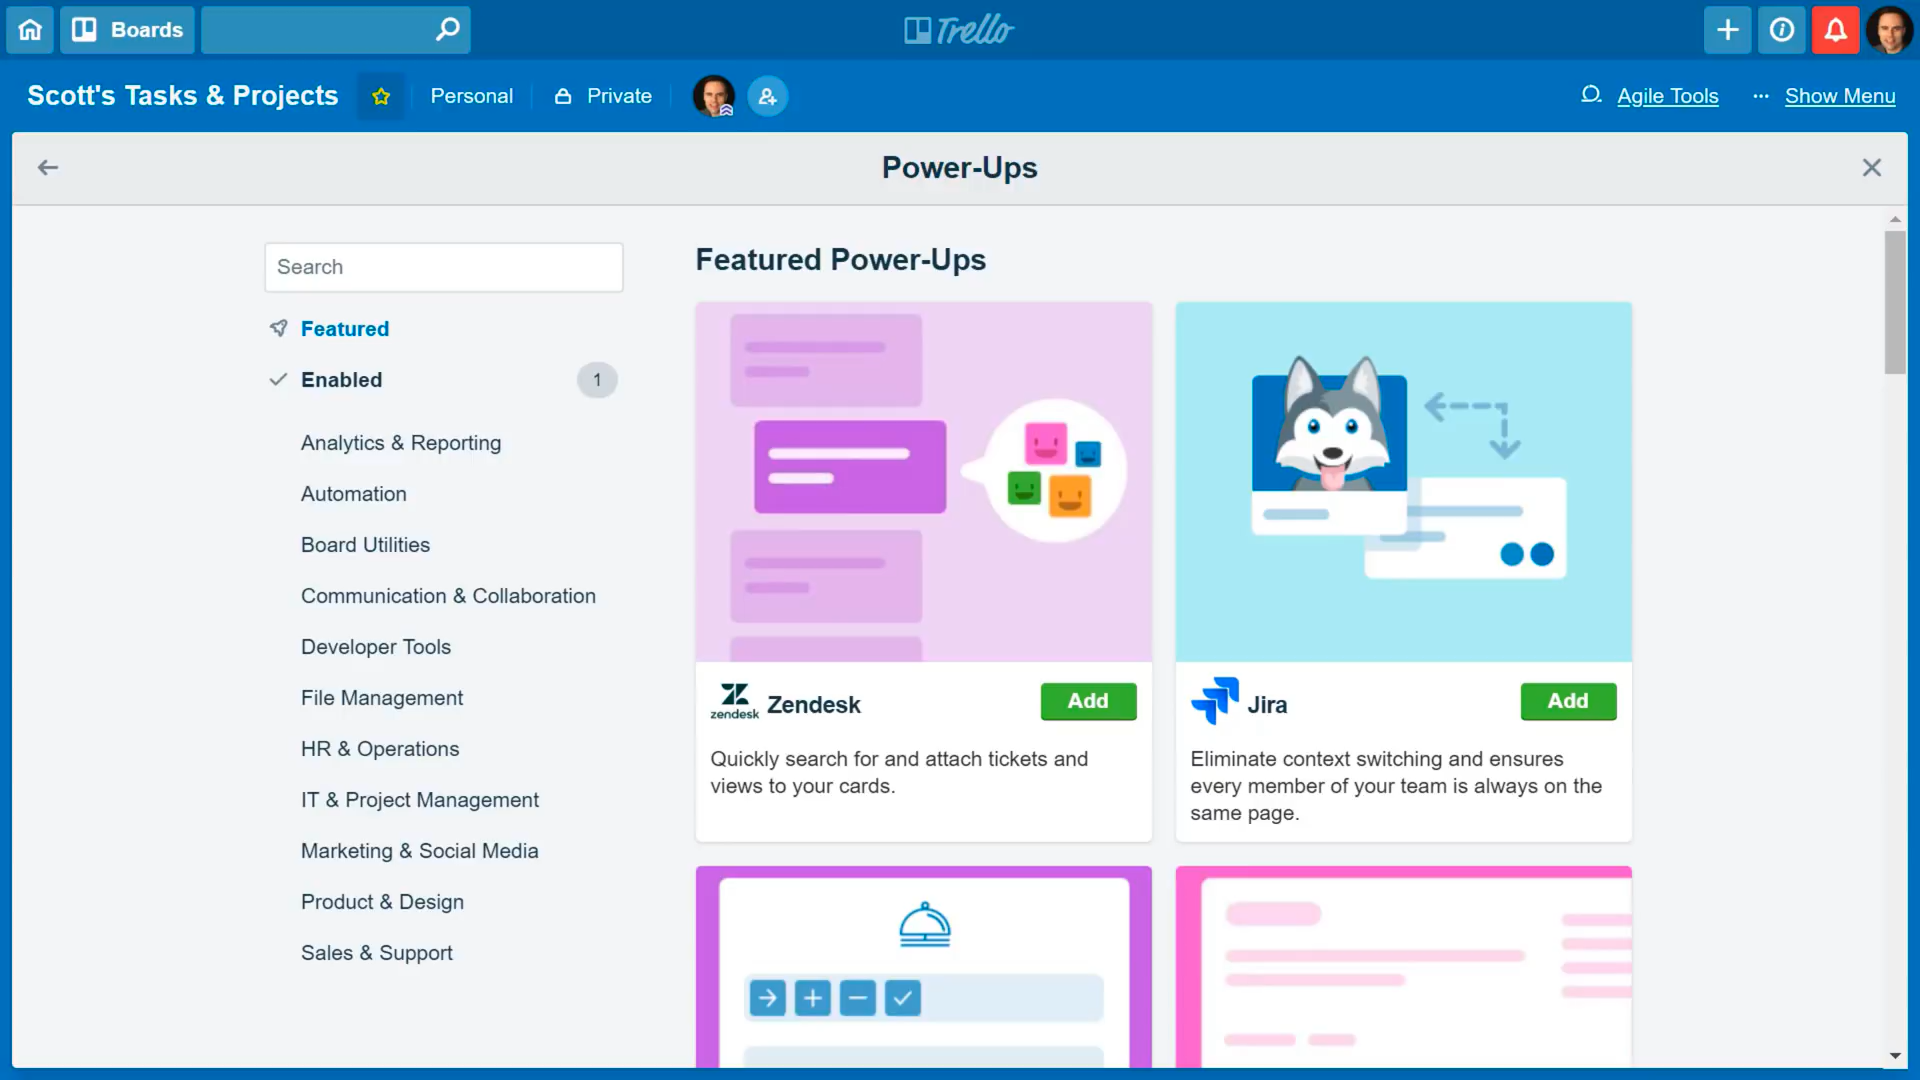 Boards
Trello
Scott's Tasks & Projects
Personal
Private
Agile Tools
Show Menu
Power-Ups
Search
Featured
Enabled
1
Analytics & Reporting
Automation
Board Utilities
Communication & Collaboration
Developer Tools
File Management
HR & Operations
IT & Project Management
Marketing & Social Media
Product & Design
Sales & Support
Featured Power-Ups
zendesk
Zendesk
Add
Quickly search for and attach tickets and
views to your cards.
Jira
Add
Eliminate context switching and ensures
every member of your team is always on the
same page.